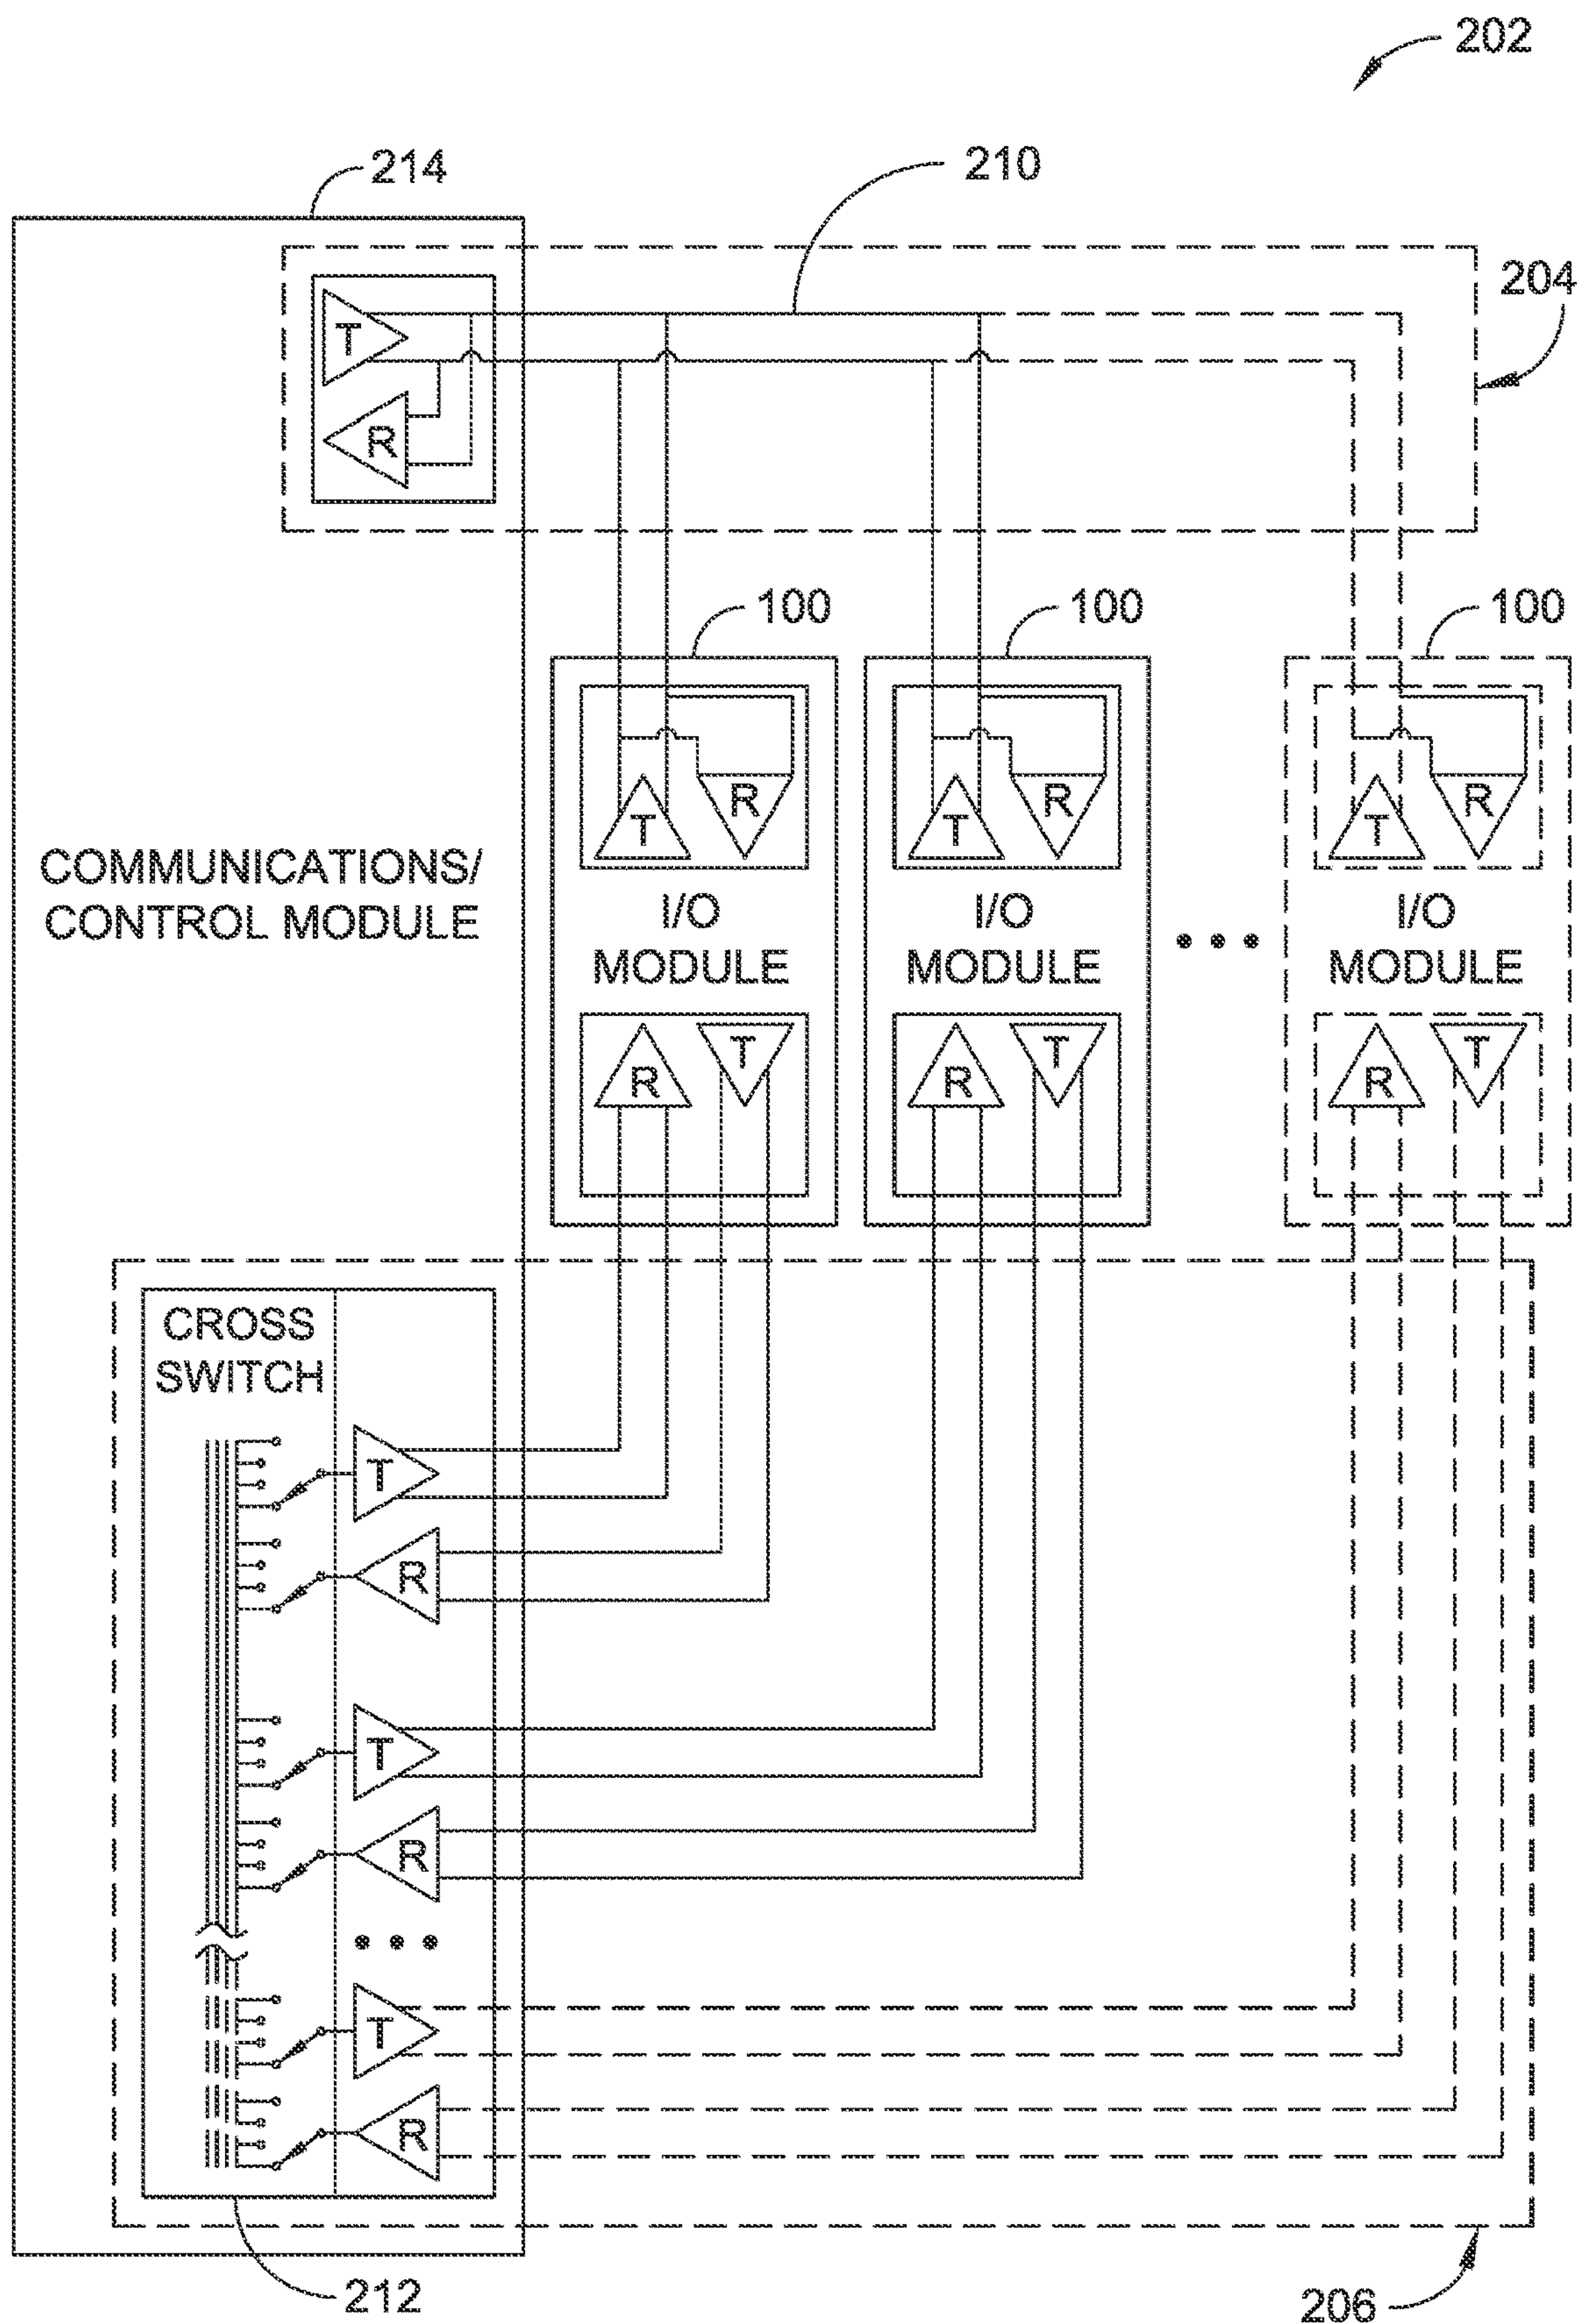 202
214
210
204
T
R
100
100
100
R
R
R
T
T
T
COMMUNICATIONS/
CONTROL MODULE
I/O
MODULE
I/O
MODULE
I/O
MODULE
R
T
R
T
R
T
CROSS
SWITCH
T
R
T
R
T
R
212
206